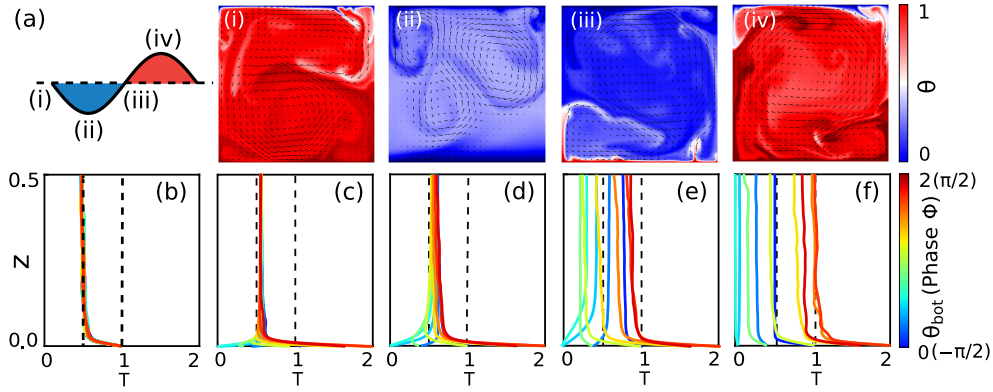 (a)
(i)
(ii)
(iii)
(iv)
1
θ
0
(iv)
(i)
(iii)
(ii)
0.5
z
0.0
(b)
(c)
(d)
(e)
(f)
2(π/2)
θbot (Phase Φ)
0(−π/2)
0 1 2
T
0 1 2
T
0 1 2
T
0 1 2
T
0 1 2
T